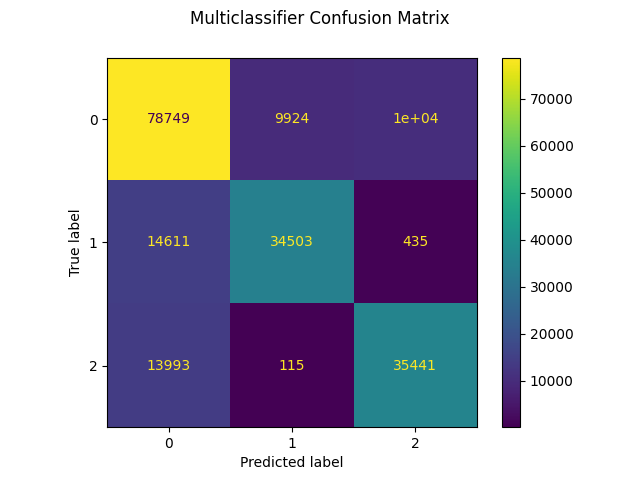 Multiclassifier Confusion Matrix
0 78749 9924 1e+04
1 14611 34503 435
2 13993 115 35441
0 1 2
Predicted label
True label
70000
60000
50000
40000
30000
20000
10000